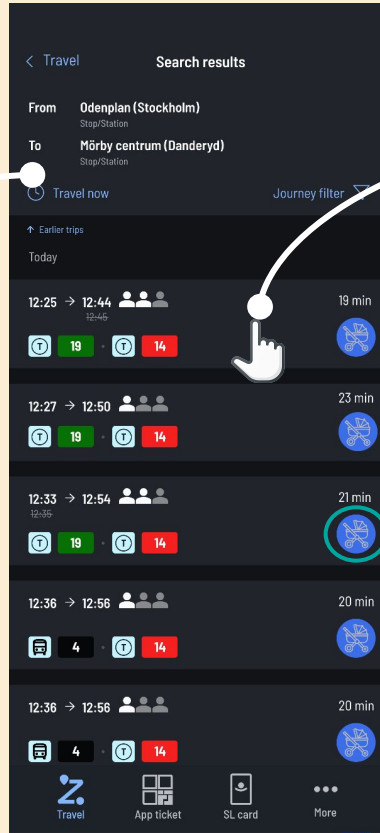 Travel Search results
From Odenplan (Stockholm)
Stop/Station
To Mörby centrum (Danderyd)
Stop/Station
Travel now Journey filter
Earlier trips
Today
12:25 → 12:44 19 min
12:45
T 19 · T 14
12:27 → 12:50 23 min
T 19 · T 14
12:33 → 12:54 21 min
12:35
T 19 · T 14
12:36 → 12:56 20 min
4 · T 14
12:36 → 12:56 20 min
4 · T 14
Travel App ticket SL card More